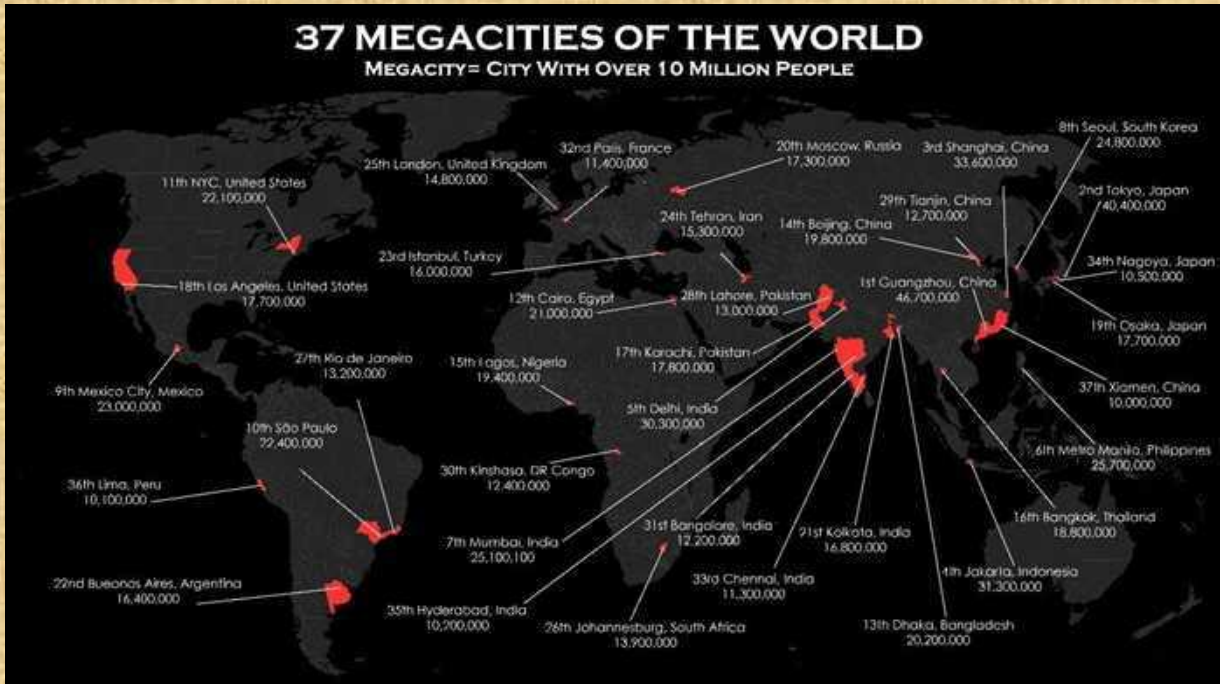 37 MEGACITIES OF THE WORLD
MEGACITY= CITY WITH OVER 10 MILLION PEOPLE
8th Seoul, South Korea
24,800,000
32nd Paris, France
11,400,000
20th Moscow, Russia
17,300,000
3rd Shanghai, China
33,600,000
25th London, United Kingdom
14,800,000
11th NYC, United States
22,100,000
2nd Tokyo, Japan
40,400,000
29th Tianjin, China
12,700,000
24th Tehran, Iran
15,300,000
14th Beijing, China
19,800,000
23rd Istanbul, Turkey
16,000,000
34th Nagoya, Japan
10,500,000
18th Los Angeles, United States
17,700,000
12th Cairo, Egypt
21,000,000
28th Lahore, Pakistan
13,000,000
1st Guangzhou, China
46,700,000
19th Osaka, Japan
17,700,000
27th Rio de Janeiro
13,200,000
15th Lagos, Nigeria
19,400,000
17th Karachi, Pakistan
17,800,000
9th Mexico City, Mexico
23,000,000
37th Xiamen, China
10,000,000
5th Delhi, India
30,300,000
10th São Paulo
22,400,000
6th Metro Manila, Philippines
25,700,000
30th Kinshasa, DR Congo
12,400,000
36th Lima, Peru
10,100,000
16th Bangkok, Thailand
18,800,000
31st Bangalore, India
12,200,000
21st Kolkota, India
16,800,000
7th Mumbai, India
25,100,100
4th Jakarta, Indonesia
31,300,000
33rd Chennai, India
11,300,000
22nd Bueonos Aires, Argentina
16,400,000
35th Hyderabad, India
10,200,000
26th Johannesburg, South Africa
13,900,000
13th Dhaka, Bangladesh
20,200,000